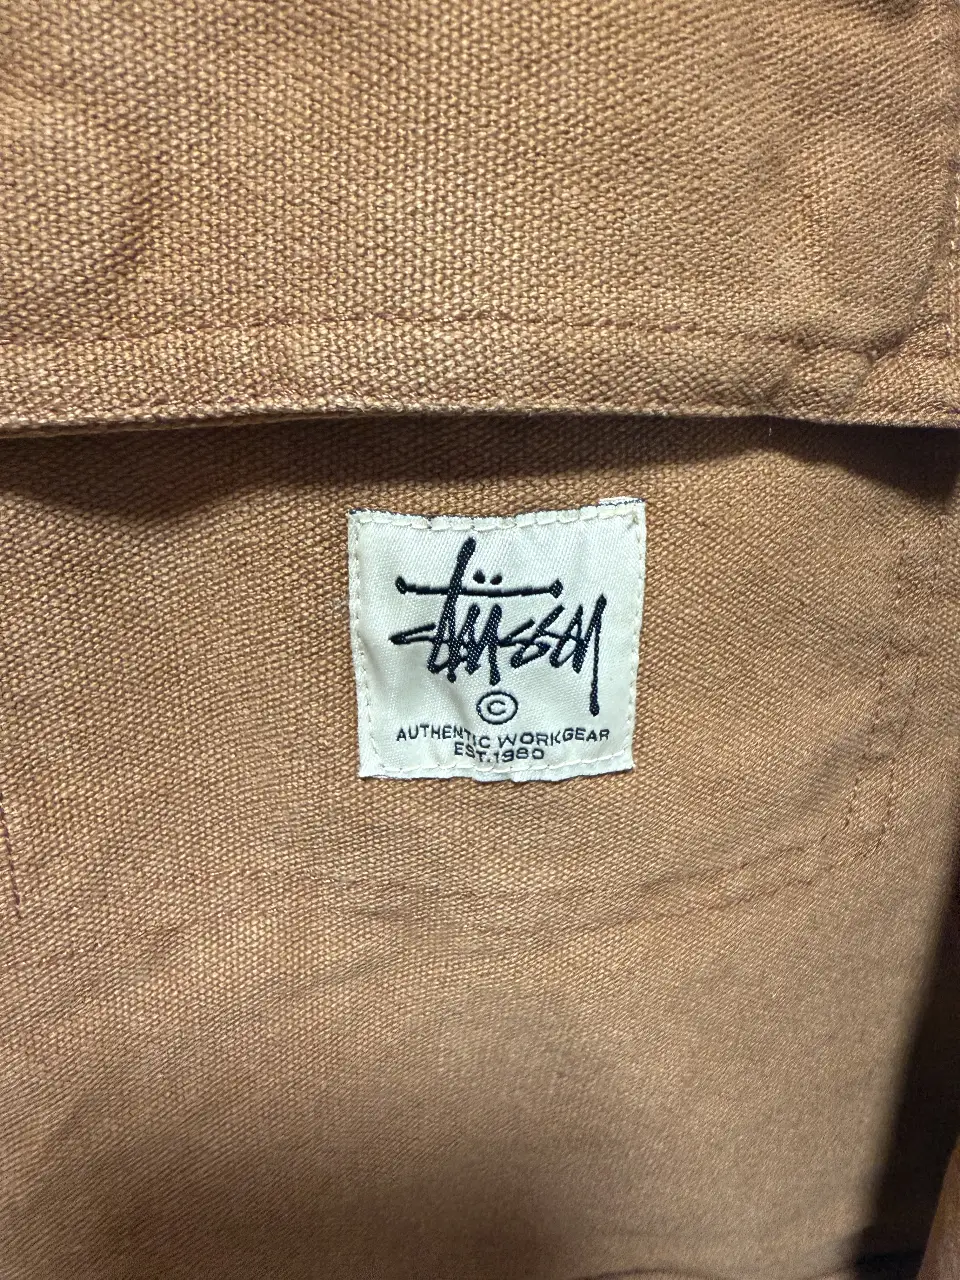 Stüssy
©
AUTHENTIC WORKGEAR
EST.1980